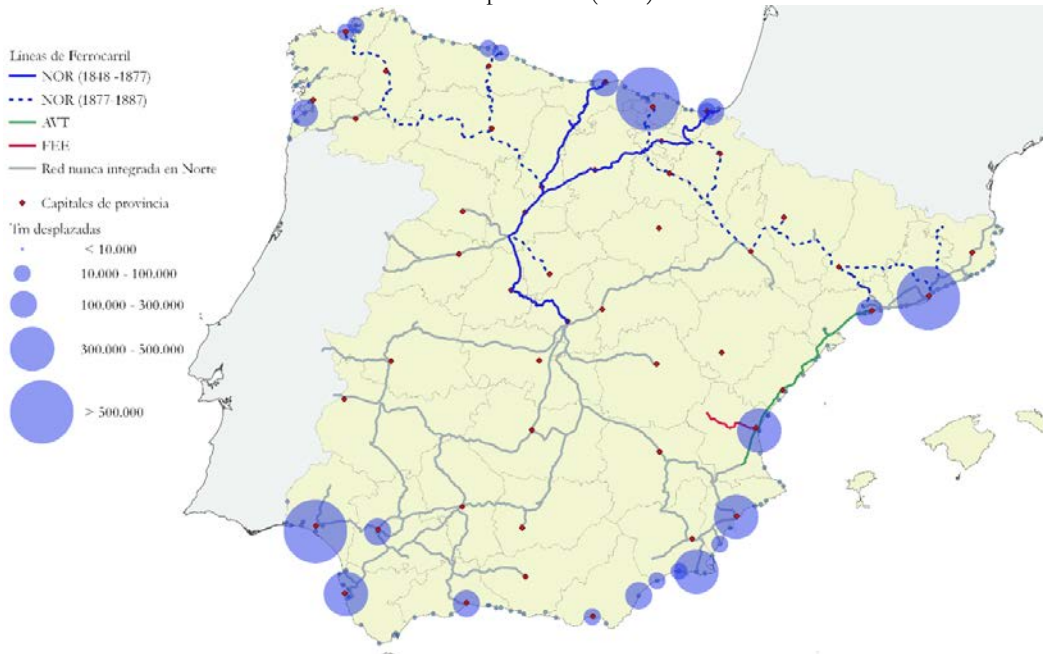 Líneas de Ferrocarril
NOR (1848 -1877)
NOR (1877-1887)
AVT
FEE
Red nunca integrada en Norte
Capitales de provincia
Tm desplazadas
< 10.000
10.000 - 100.000
100.000 - 300.000
300.000 - 500.000
> 500.000